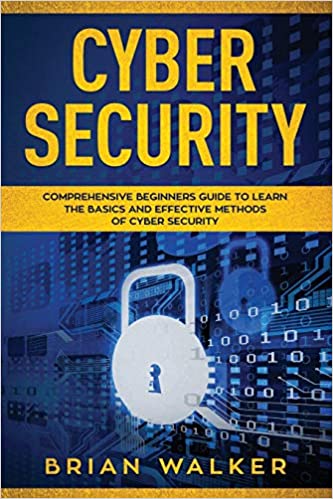 CYBER
SECURITY
COMPREHENSIVE BEGINNERS GUIDE TO LEARN
THE BASICS AND EFFECTIVE METHODS
OF CYBER SECURITY
BRIAN WALKER